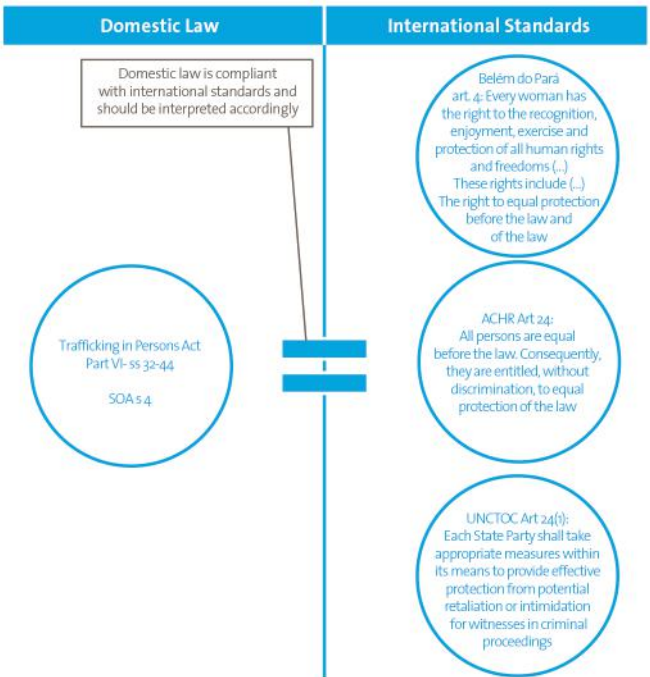 Domestic Law
International Standards
Domestic law is compliant
with international standards and
should be interpreted accordingly
Trafficking in Persons Act
Part VI- ss 32-44
SOA s 4
Belém do Pará
art. 4: Every woman has
the right to the recognition,
enjoyment, exercise and
protection of all human rights
and freedoms (...)
These rights include (...)
The right to equal protection
before the law and
of the law
ACHR Art 24:
All persons are equal
before the law. Consequently,
they are entitled, without
discrimination, to equal
protection of the law
UNCTOC Art 24(1):
Each State Party shall take
appropriate measures within
its means to provide effective
protection from potential
retaliation or intimidation
for witnesses in criminal
proceedings